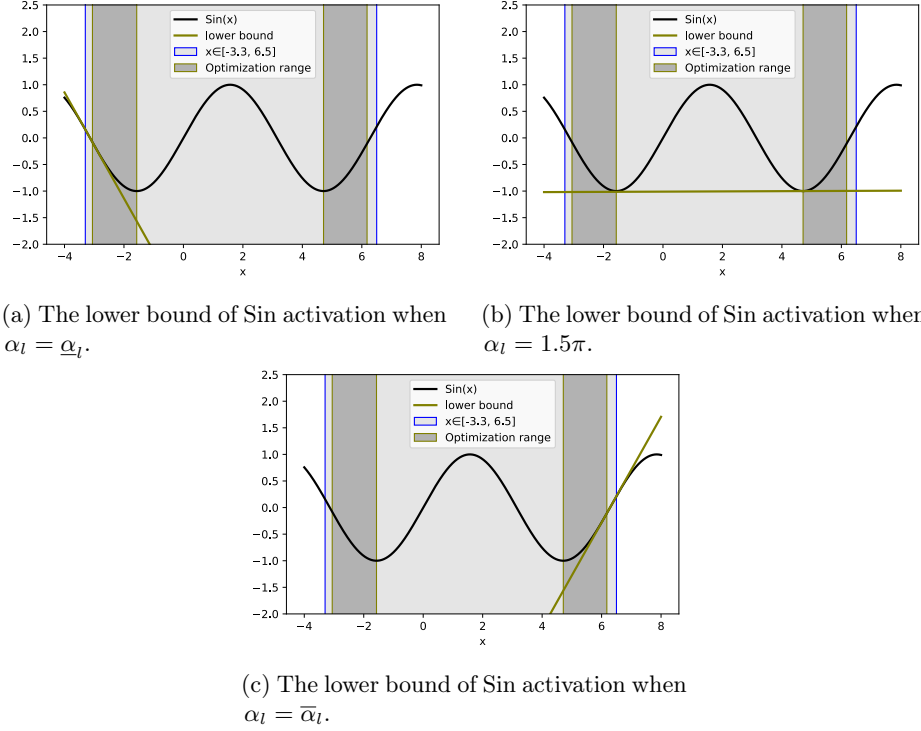 2.5
2.0
1.5
1.0
0.5
0.0
−0.5
−1.0
−1.5
−2.0
Sin(x)
lower bound
x∈[-3.3, 6.5]
Optimization range
−4 −2 0 2 4 6 8
x
(a) The lower bound of Sin activation when
α_l = \underline{α}_l.
2.5
2.0
1.5
1.0
0.5
0.0
−0.5
−1.0
−1.5
−2.0
Sin(x)
lower bound
x∈[-3.3, 6.5]
Optimization range
−4 −2 0 2 4 6 8
x
(b) The lower bound of Sin activation when
α_l = 1.5π.
2.5
2.0
1.5
1.0
0.5
0.0
−0.5
−1.0
−1.5
−2.0
Sin(x)
lower bound
x∈[-3.3, 6.5]
Optimization range
−4 −2 0 2 4 6 8
x
(c) The lower bound of Sin activation when
α_l = \overline{α}_l.